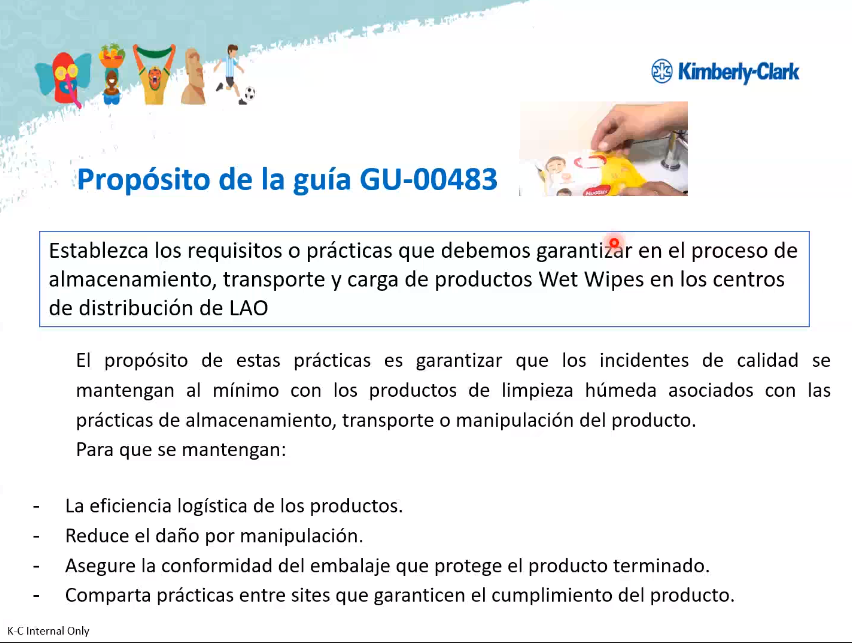 Kimberly-Clark
Propósito de la guía GU-00483
HUGGIES
Establezca los requisitos o prácticas que debemos garantizar en el proceso de
almacenamiento, transporte y carga de productos Wet Wipes en los centros
de distribución de LAO
El propósito de estas prácticas es garantizar que los incidentes de calidad se
mantengan al mínimo con los productos de limpieza húmeda asociados con las
prácticas de almacenamiento, transporte o manipulación del producto.
Para que se mantengan:
- La eficiencia logística de los productos.
- Reduce el daño por manipulación.
- Asegure la conformidad del embalaje que protege el producto terminado.
- Comparta prácticas entre sites que garanticen el cumplimiento del producto.
K-C Internal Only